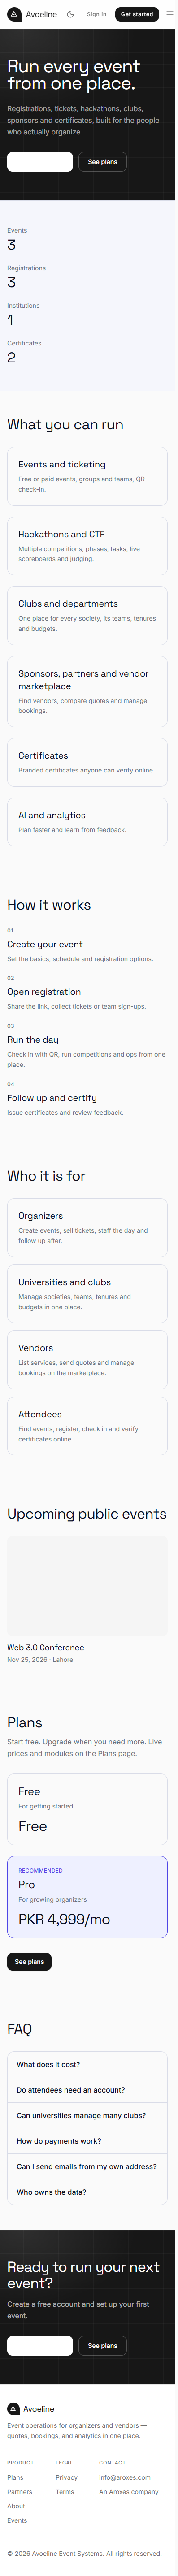 Avoeline
Sign in
Get started
Run every event
from one place.
Registrations, tickets, hackathons, clubs,
sponsors and certificates, built for the people
who actually organize.
See plans
Events
3
Registrations
3
Institutions
1
Certificates
2
What you can run
Events and ticketing
Free or paid events, groups and teams, QR
check-in.
Hackathons and CTF
Multiple competitions, phases, tasks, live
scoreboards and judging.
Clubs and departments
One place for every society, its teams, tenures
and budgets.
Sponsors, partners and vendor
marketplace
Find vendors, compare quotes and manage
bookings.
Certificates
Branded certificates anyone can verify online.
AI and analytics
Plan faster and learn from feedback.
How it works
01
Create your event
Set the basics, schedule and registration options.
02
Open registration
Share the link, collect tickets or team sign-ups.
03
Run the day
Check in with QR, run competitions and ops from one
place.
04
Follow up and certify
Issue certificates and review feedback.
Who it is for
Organizers
Create events, sell tickets, staff the day and
follow up after.
Universities and clubs
Manage societies, teams, tenures and
budgets in one place.
Vendors
List services, send quotes and manage
bookings on the marketplace.
Attendees
Find events, register, check in and verify
certificates online.
Upcoming public events
Web 3.0 Conference
Nov 25, 2026 · Lahore
Plans
Start free. Upgrade when you need more. Live
prices and modules on the Plans page.
Free
For getting started
Free
RECOMMENDED
Pro
For growing organizers
PKR 4,999/mo
See plans
FAQ
What does it cost?
Do attendees need an account?
Can universities manage many clubs?
How do payments work?
Can I send emails from my own address?
Who owns the data?
Ready to run your next
event?
Create a free account and set up your first
event.
See plans
Avoeline
Event operations for organizers and vendors —
quotes, bookings, and analytics in one place.
PRODUCT
LEGAL
CONTACT
Plans
Privacy
info@aroxes.com
Partners
Terms
An Aroxes company
About
Events
© 2026 Avoeline Event Systems. All rights reserved.